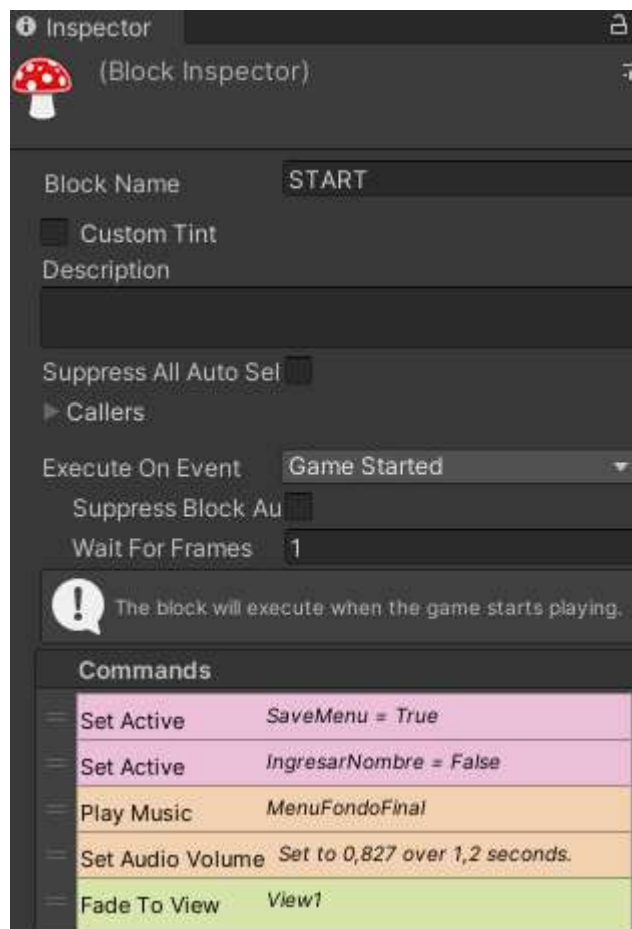 Inspector
(Block Inspector)
Block Name START
Custom Tint
Description
Suppress All Auto Sel
Callers
Execute On Event Game Started
Suppress Block Au
Wait For Frames 1
The block will execute when the game starts playing.
Commands
Set Active SaveMenu = True
Set Active IngresarNombre = False
Play Music MenuFondoFinal
Set Audio Volume Set to 0,827 over 1,2 seconds.
Fade To View View1